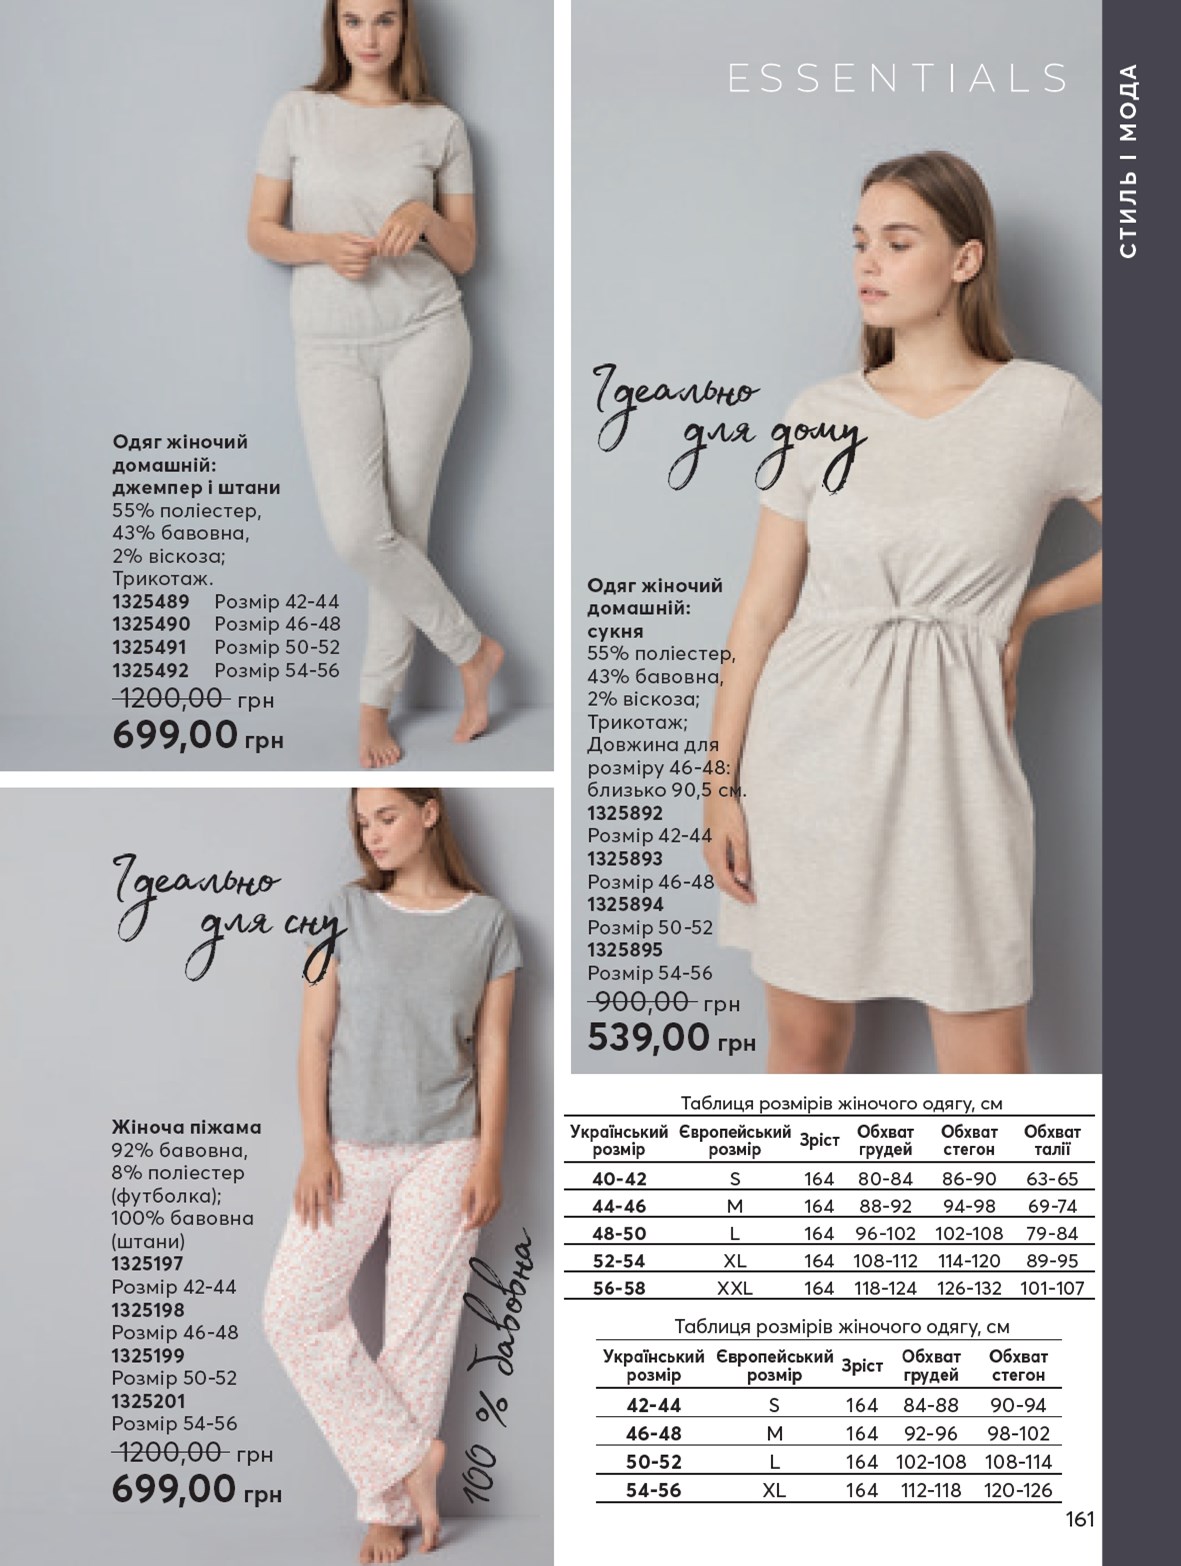 ESSENTIALS
СТИЛЬ І МОДА
Одяг жіночий
домашній:
джемпер і штани
55% поліестер,
43% бавовна,
2% віскоза;
Трикотаж.
1325489 Розмір 42-44
1325490 Розмір 46-48
1325491 Розмір 50-52
1325492 Розмір 54-56
1200,00 грн
699,00 грн
Ідеально
для дому
Одяг жіночий
домашній:
сукня
55% поліестер,
43% бавовна,
2% віскоза;
Трикотаж;
Довжина для
розміру 46-48:
близько 90,5 см.
1325892
Розмір 42-44
1325893
Розмір 46-48
1325894
Розмір 50-52
1325895
Розмір 54-56
900,00 грн
539,00 грн
Ідеально
для сну
Жіноча піжама
92% бавовна,
8% поліестер
(футболка);
100% бавовна
(штани)
1325197
Розмір 42-44
1325198
Розмір 46-48
1325199
Розмір 50-52
1325201
Розмір 54-56
1200,00 грн
699,00 грн
100 % бавовна
Таблиця розмірів жіночого одягу, см
Український Європейський Зріст Обхват Обхват Обхват
розмір розмір грудей стегон талії
40-42 S 164 80-84 86-90 63-65
44-46 M 164 88-92 94-98 69-74
48-50 L 164 96-102 102-108 79-84
52-54 XL 164 108-112 114-120 89-95
56-58 XXL 164 118-124 126-132 101-107
Таблиця розмірів жіночого одягу, см
Український Європейський Зріст Обхват Обхват
розмір розмір грудей стегон
42-44 S 164 84-88 90-94
46-48 M 164 92-96 98-102
50-52 L 164 102-108 108-114
54-56 XL 164 112-118 120-126
161